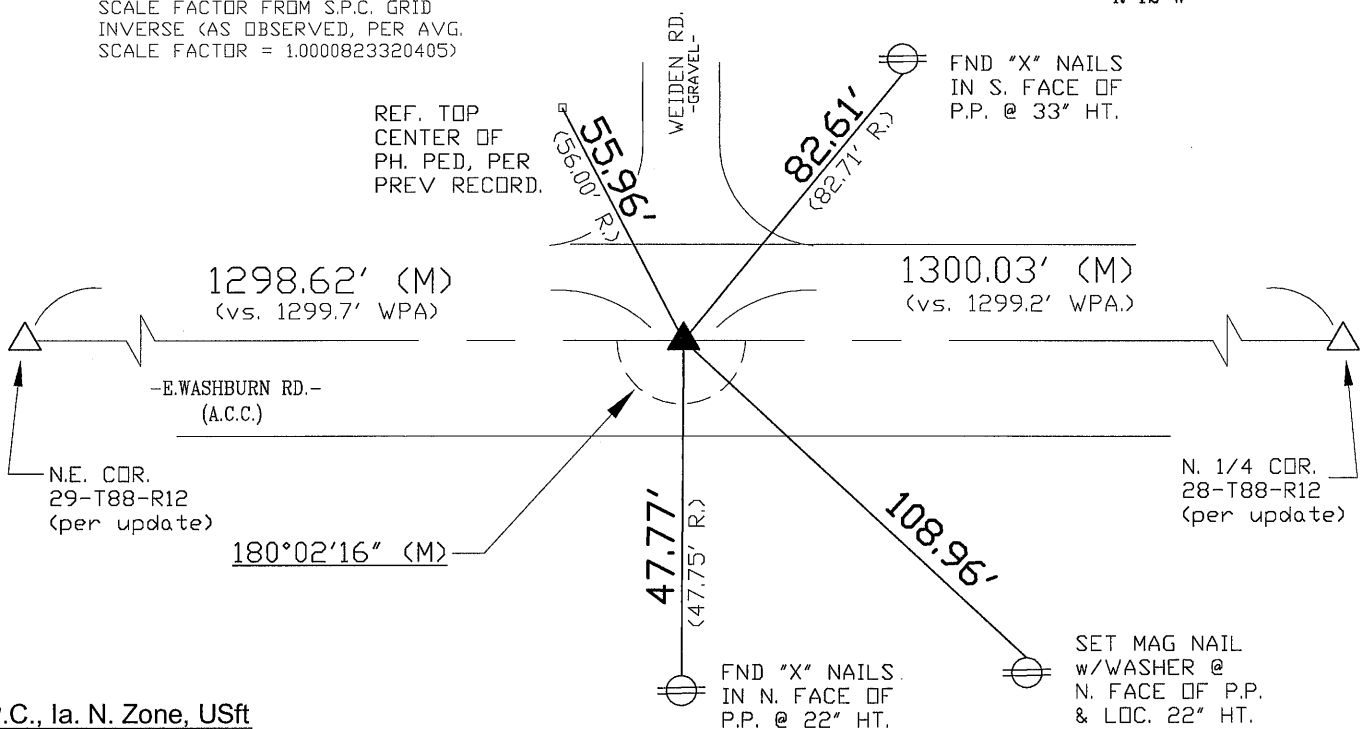 SCALE FACTOR FROM S.P.C. GRID
INVERSE (AS OBSERVED, PER AVG.
SCALE FACTOR = 1.0000823320405)
WEIDEN RD.
-GRAVEL-
FND "X" NAILS
IN S. FACE OF
P.P. @ 33" HT.
REF. TOP
CENTER OF
PH. PED, PER
PREV RECORD.
55.96'
(56.00' R.)
82.61'
(82.71' R.)
1298.62' (M)
(vs. 1299.7' WPA)
1300.03' (M)
(vs. 1299.2' WPA.)
-E.WASHBURN RD.-
(A.C.C.)
N.E. COR.
29-T88-R12
(per update)
N. 1/4 COR.
28-T88-R12
(per update)
180°02'16" (M)
47.77'
(47.75' R.)
108.96'
FND "X" NAILS
IN N. FACE OF
P.P. @ 22" HT.
SET MAG NAIL
w/WASHER @
N. FACE OF P.P.
& LOC. 22" HT.
.C., Ia. N. Zone, USft